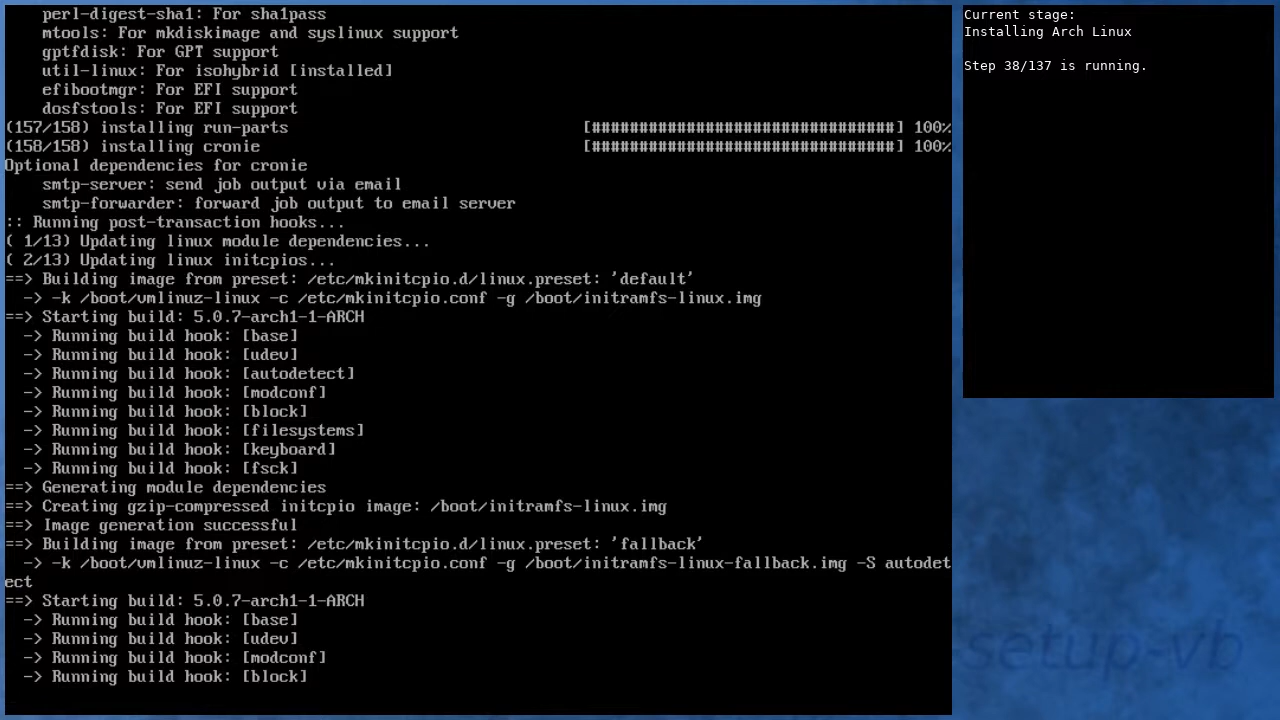 perl-digest-sha1: For sha1pass
mtools: For mkdiskimage and syslinux support
gptfdisk: For GPT support
util-linux: For isohybrid [installed]
efibootmgr: For EFI support
dosfstools: For EFI support
(157/158) installing run-parts [################################] 100%
(158/158) installing cronie [################################] 100%
Optional dependencies for cronie
smtp-server: send job output via email
smtp-forwarder: forward job output to email server
:: Running post-transaction hooks...
( 1/13) Updating linux module dependencies...
( 2/13) Updating linux initcpios...
==> Building image from preset: /etc/mkinitcpio.d/linux.preset: 'default'
-> -k /boot/vmlinuz-linux -c /etc/mkinitcpio.conf -g /boot/initramfs-linux.img
==> Starting build: 5.0.7-arch1-1-ARCH
-> Running build hook: [base]
-> Running build hook: [udev]
-> Running build hook: [autodetect]
-> Running build hook: [modconf]
-> Running build hook: [block]
-> Running build hook: [filesystems]
-> Running build hook: [keyboard]
-> Running build hook: [fsck]
==> Generating module dependencies
==> Creating gzip-compressed initcpio image: /boot/initramfs-linux.img
==> Image generation successful
==> Building image from preset: /etc/mkinitcpio.d/linux.preset: 'fallback'
-> -k /boot/vmlinuz-linux -c /etc/mkinitcpio.conf -g /boot/initramfs-linux-fallback.img -S autodet
ect
==> Starting build: 5.0.7-arch1-1-ARCH
-> Running build hook: [base]
-> Running build hook: [udev]
-> Running build hook: [modconf]
-> Running build hook: [block]
Current stage:
Installing Arch Linux
Step 38/137 is running.
-setup-vb